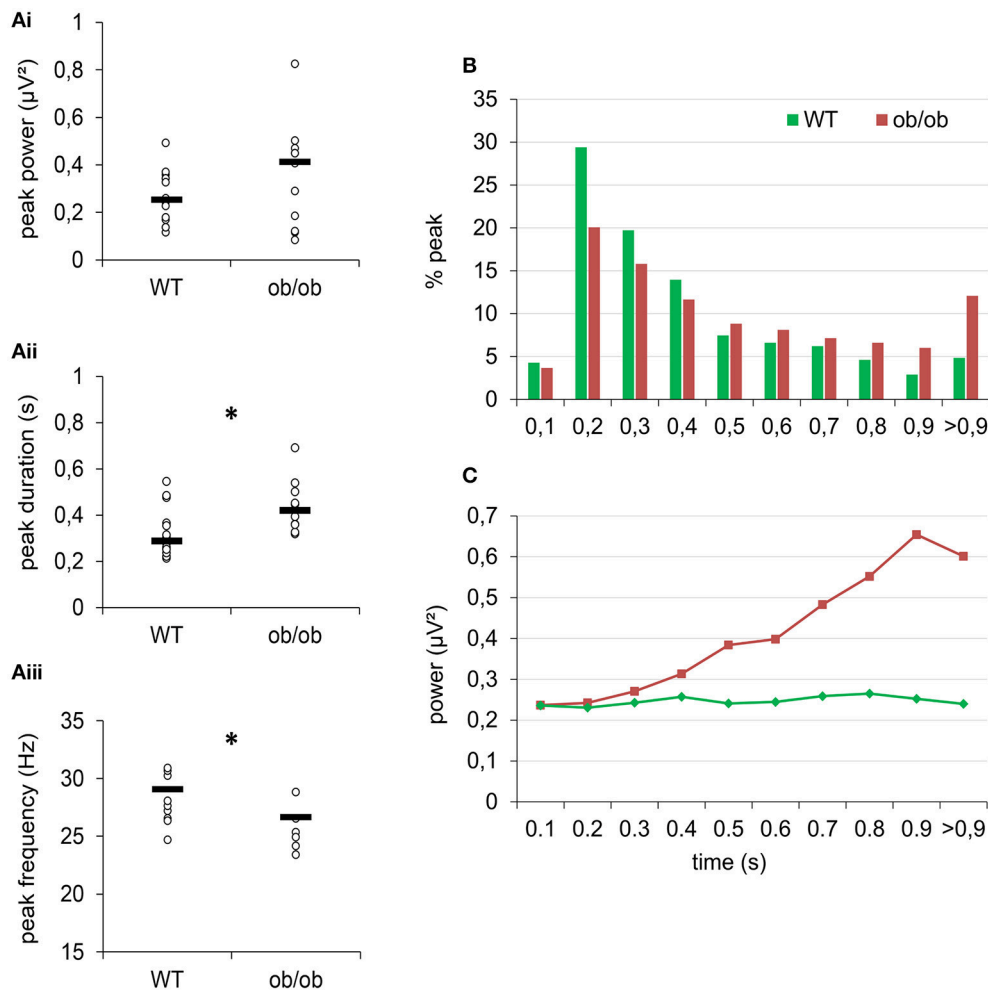 Ai
peak power (µV²)
1
0,8
0,6
0,4
0,2
0
WT ob/ob
Aii
peak duration (s)
1
0,8
0,6
0,4
0,2
0
*
WT ob/ob
Aiii
peak frequency (Hz)
35
30
25
20
15
*
WT ob/ob
B
% peak
35
30
25
20
15
10
5
0
WT ob/ob
0,1 0,2 0,3 0,4 0,5 0,6 0,7 0,8 0,9 >0,9
C
power (µV²)
0,7
0,6
0,5
0,4
0,3
0,2
0,1
0
0.1 0.2 0.3 0.4 0.5 0.6 0.7 0.8 0.9 >0,9
time (s)